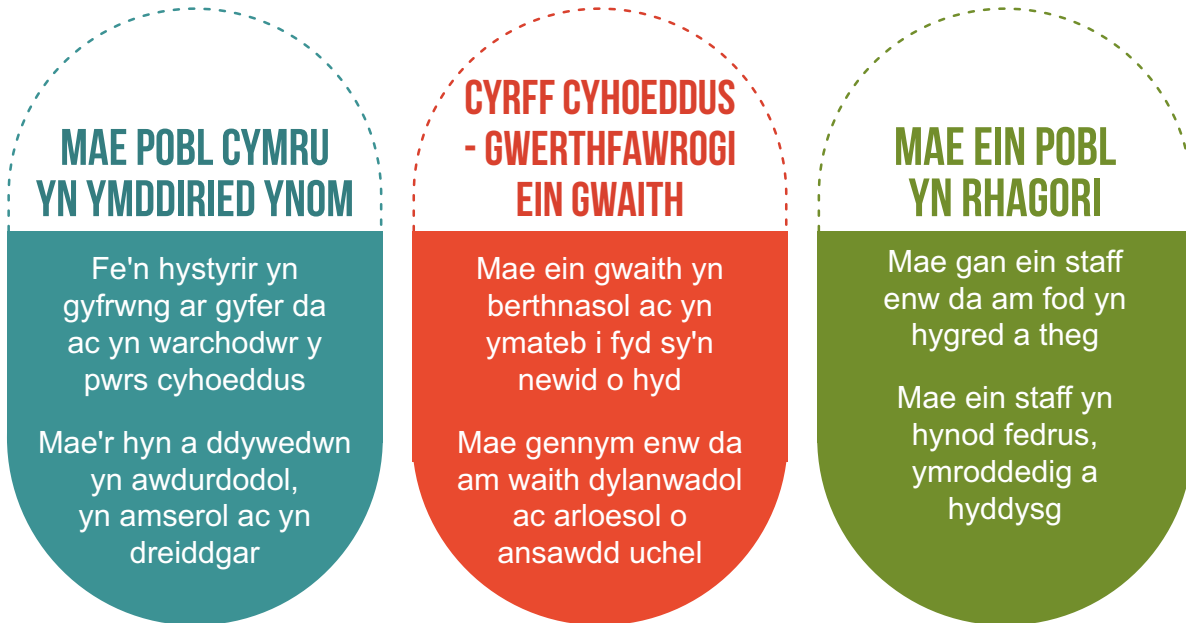 MAE POBL CYMRU
YN YMDDIRIED YNOM
Fe'n hystyrir yn
gyfrwng ar gyfer da
ac yn warchodwr y
pwrs cyhoeddus
Mae'r hyn a ddywedwn
yn awdurdodol,
yn amserol ac yn
dreiddgar
CYRFF CYHOEDDUS
- GWERTHFAWROGI
EIN GWAITH
Mae ein gwaith yn
berthnasol ac yn
ymateb i fyd sy'n
newid o hyd
Mae gennym enw da
am waith dylanwadol
ac arloesol o
ansawdd uchel
MAE EIN POBL
YN RHAGORI
Mae gan ein staff
enw da am fod yn
hygred a theg
Mae ein staff yn
hynod fedrus,
ymroddedig a
hyddysg